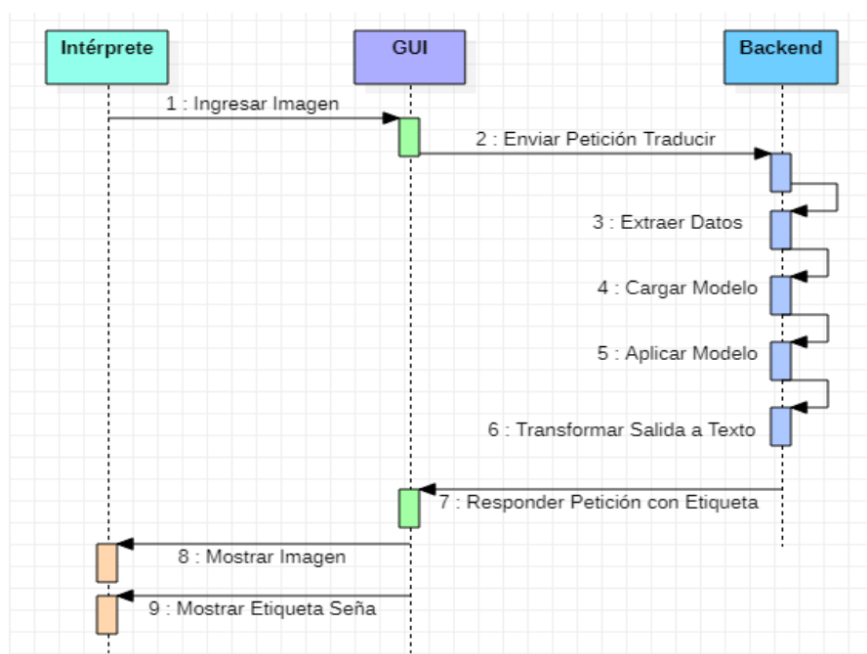 Intérprete
GUI
Backend
1 : Ingresar Imagen
2 : Enviar Petición Traducir
3 : Extraer Datos
4 : Cargar Modelo
5 : Aplicar Modelo
6 : Transformar Salida a Texto
7 : Responder Petición con Etiqueta
8 : Mostrar Imagen
9 : Mostrar Etiqueta Seña